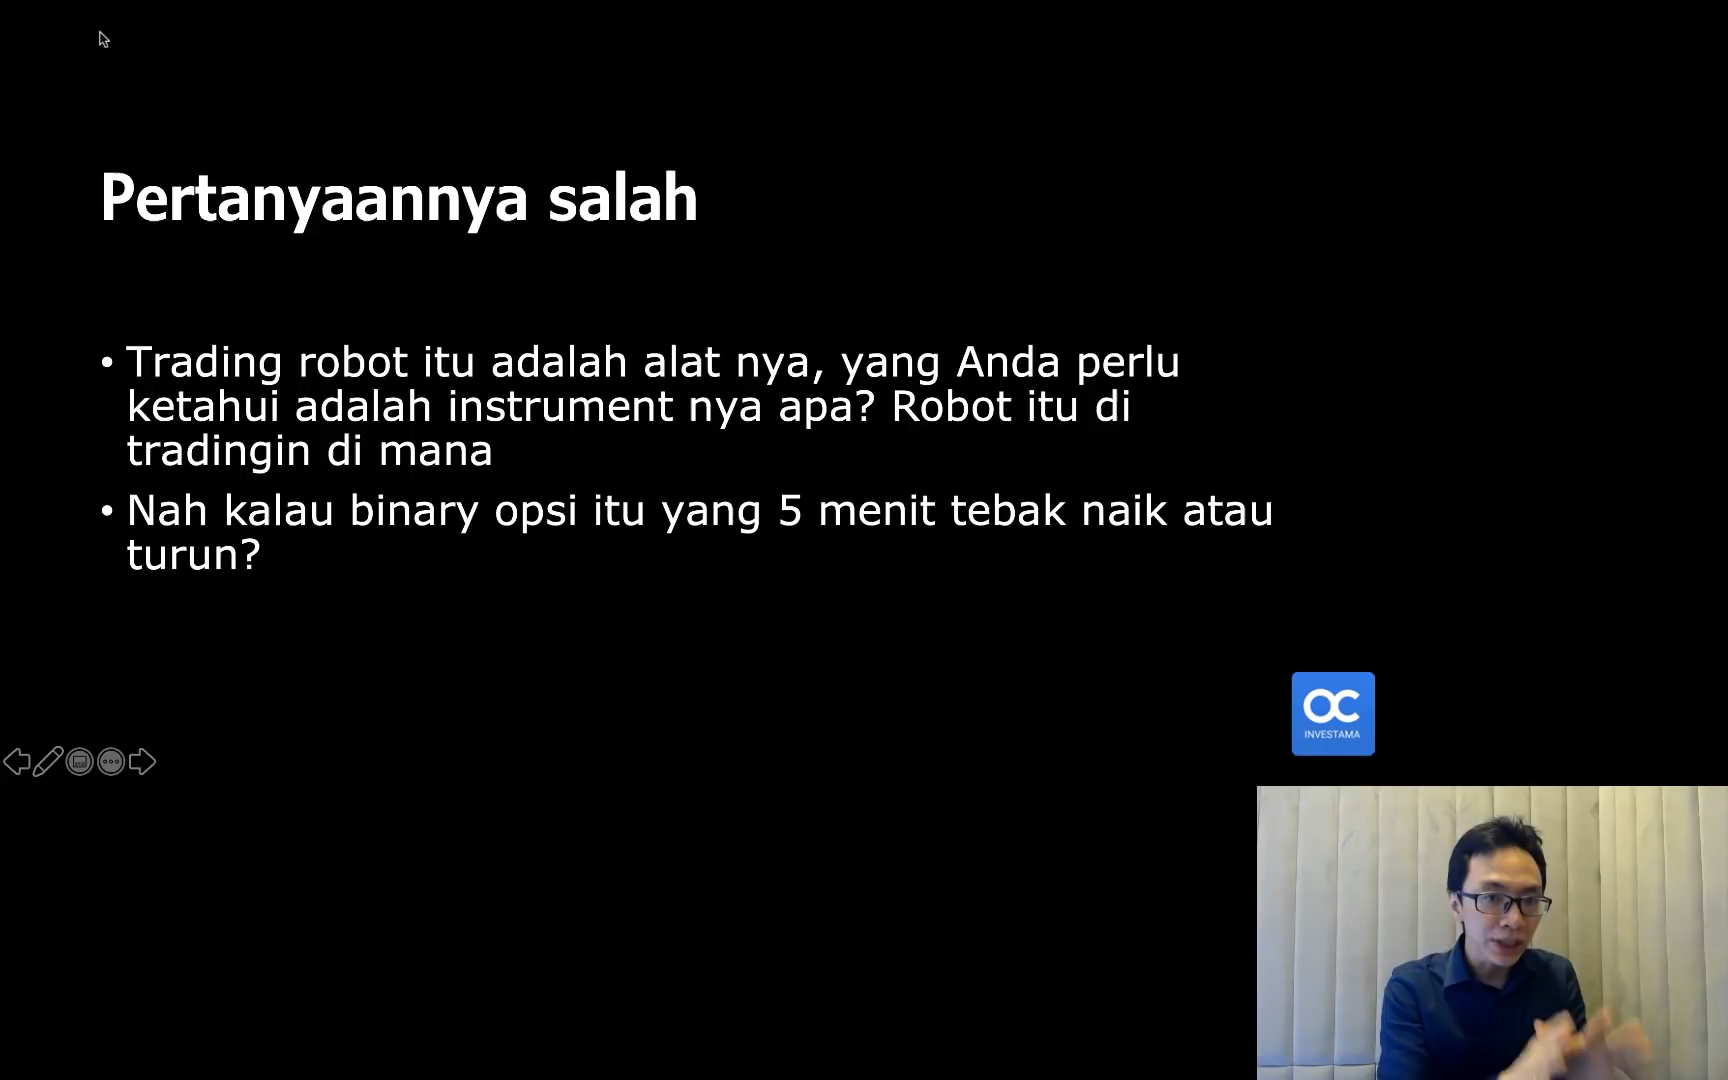 Pertanyaannya salah
• Trading robot itu adalah alat nya, yang Anda perlu
ketahui adalah instrument nya apa? Robot itu di
tradingin di mana
• Nah kalau binary opsi itu yang 5 menit tebak naik atau
turun?
OC
INVESTAMA